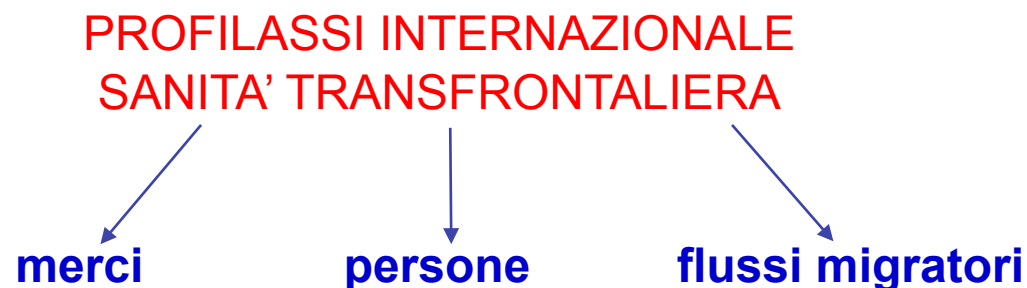 PROFILASSI INTERNAZIONALE
SANITA’ TRANSFRONTALIERA
merci persone flussi migratori